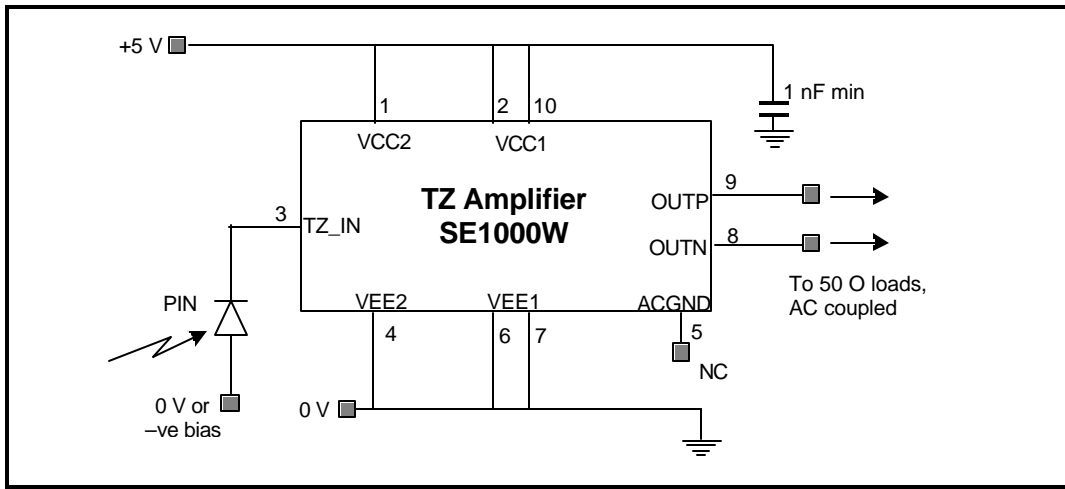 +5 V
1 nF min
1
2
10
VCC2
VCC1
TZ Amplifier
SE1000W
9
OUTP
3
TZ_IN
8
OUTN
To 50 O loads,
AC coupled
PIN
VEE2
VEE1
ACGND
4
6
7
5
NC
0 V or
–ve bias
0 V